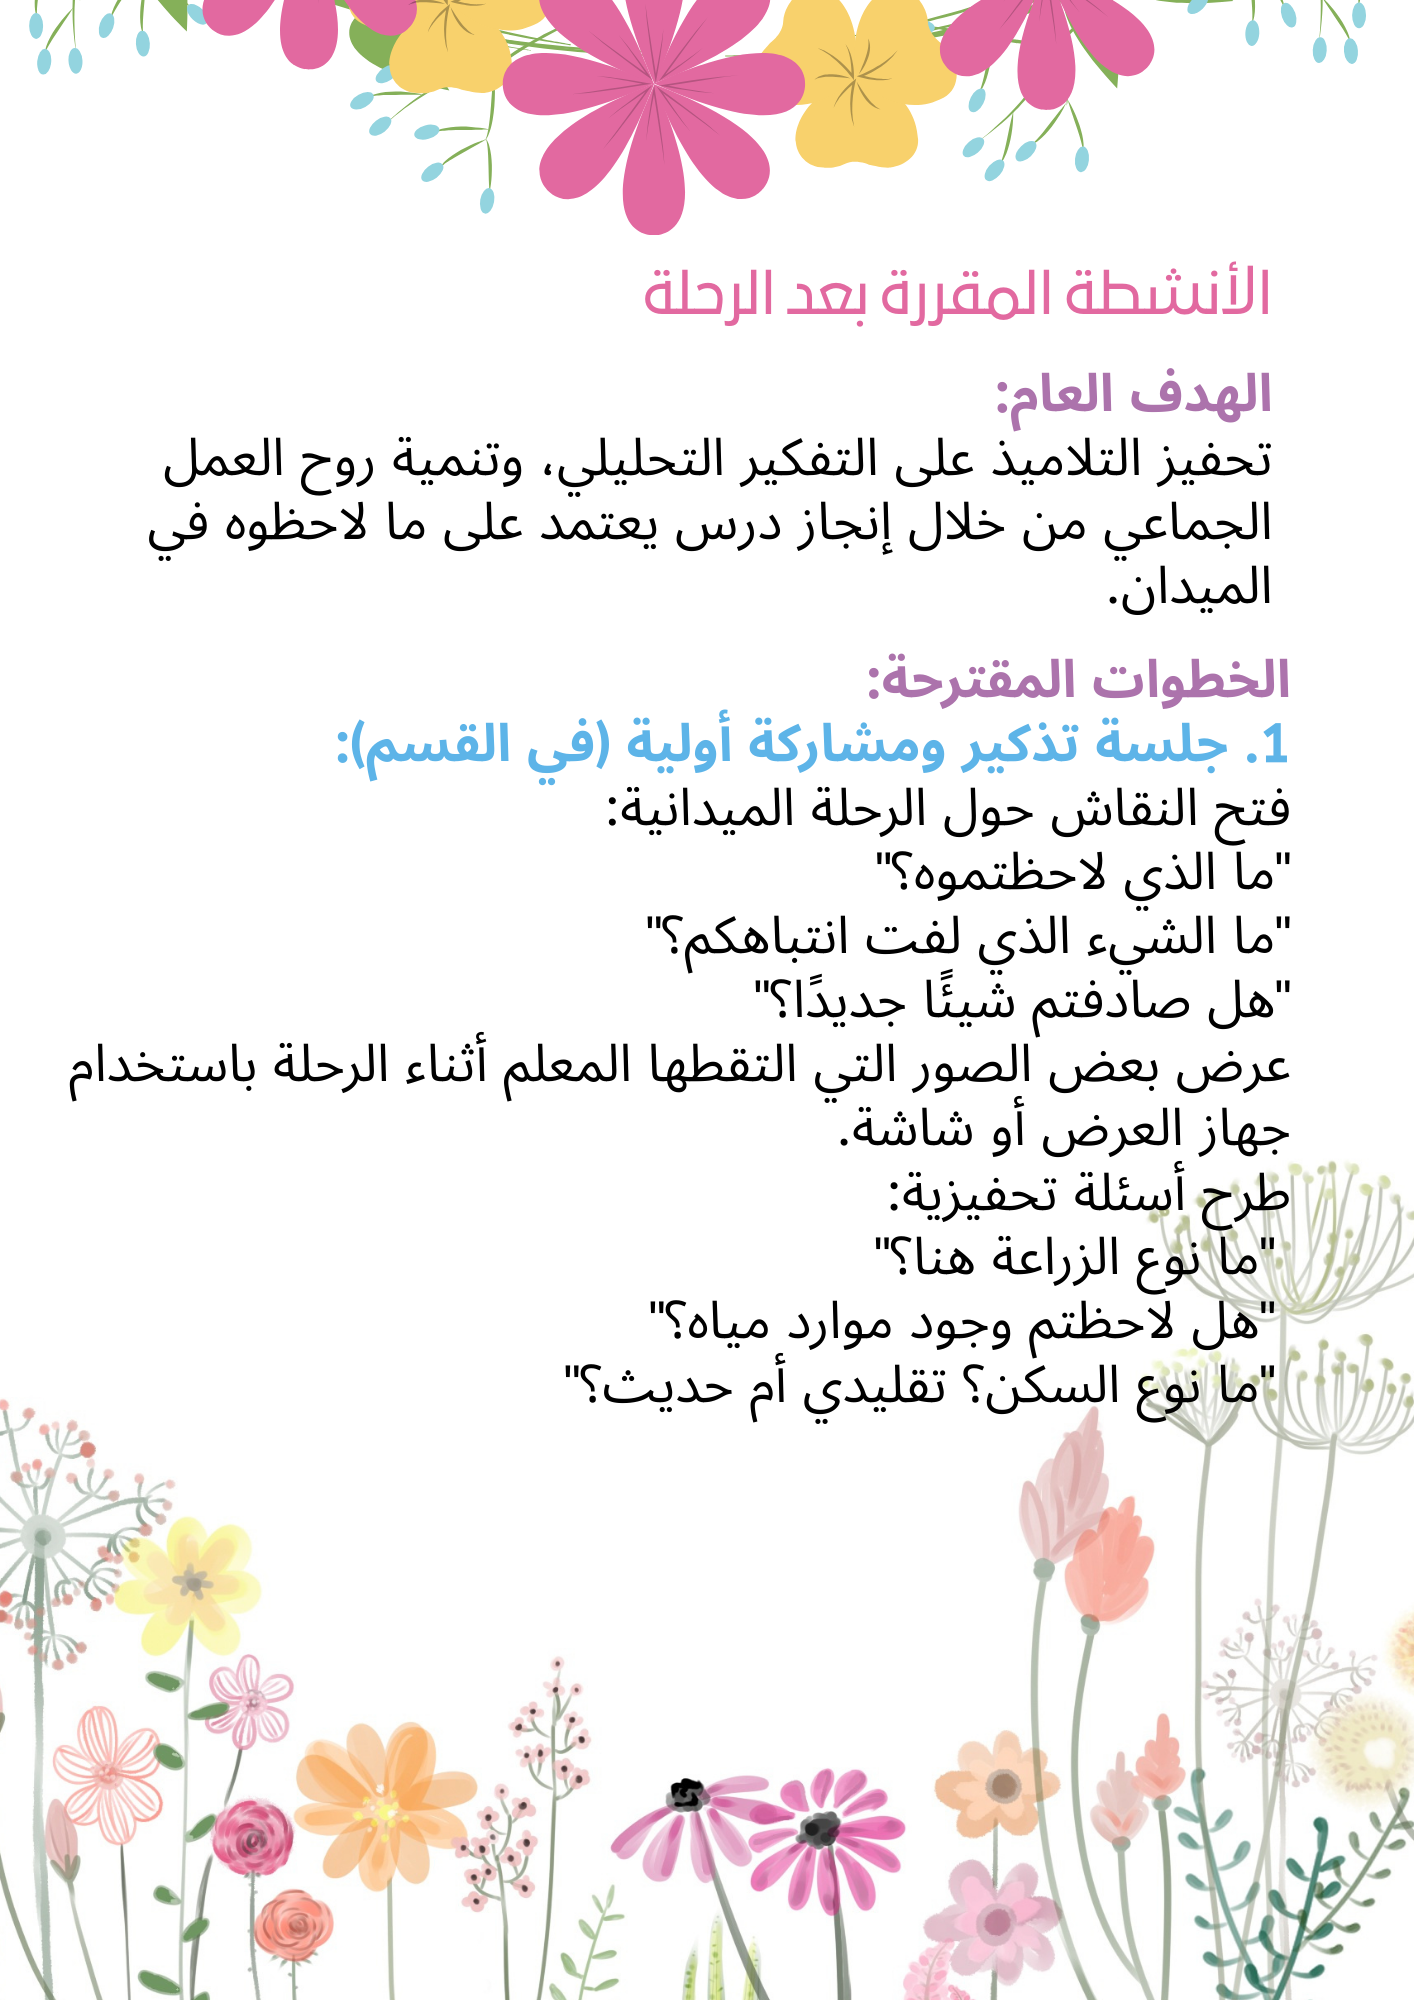 الأنشطة المقررة بعد الرحلة
الهدف العام:
تحفيز التلاميذ على التفكير التحليلي، وتنمية روح العمل
الجماعي من خلال إنجاز درس يعتمد على ما لاحظوه في
الميدان.
الخطوات المقترحة:
1. جلسة تذكير ومشاركة أولية (في القسم):
فتح النقاش حول الرحلة الميدانية:
"ما الذي لاحظتموه؟"
"ما الشيء الذي لفت انتباهكم؟"
"هل صادفتم شيئًا جديدًا؟"
عرض بعض الصور التي التقطها المعلم أثناء الرحلة باستخدام
جهاز العرض أو شاشة.
طرح أسئلة تحفيزية:
"ما نوع الزراعة هنا؟"
"هل لاحظتم وجود موارد مياه؟"
"ما نوع السكن؟ تقليدي أم حديث؟"